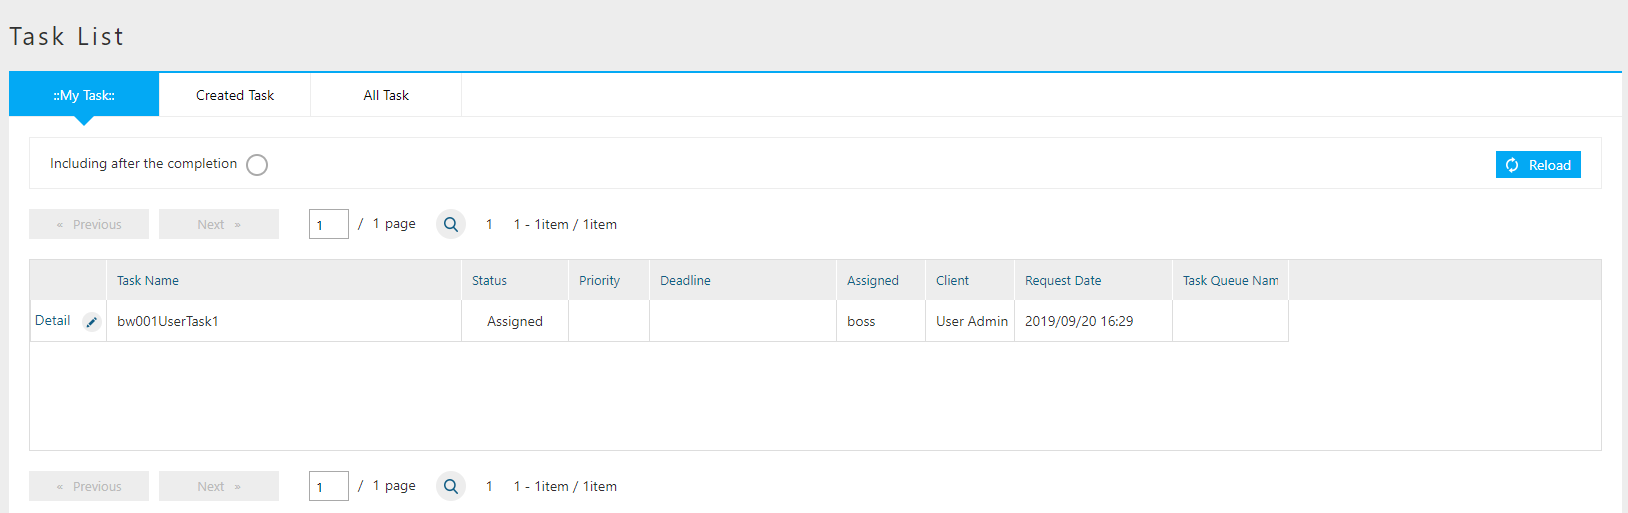 Task List
::My Task:: Created Task All Task
Including after the completion Reload
« Previous Next » 1 / 1 page 1 1 - 1item / 1item
Task Name Status Priority Deadline Assigned Client Request Date Task Queue Nam
Detail bw001UserTask1 Assigned boss User Admin 2019/09/20 16:29
« Previous Next » 1 / 1 page 1 1 - 1item / 1item